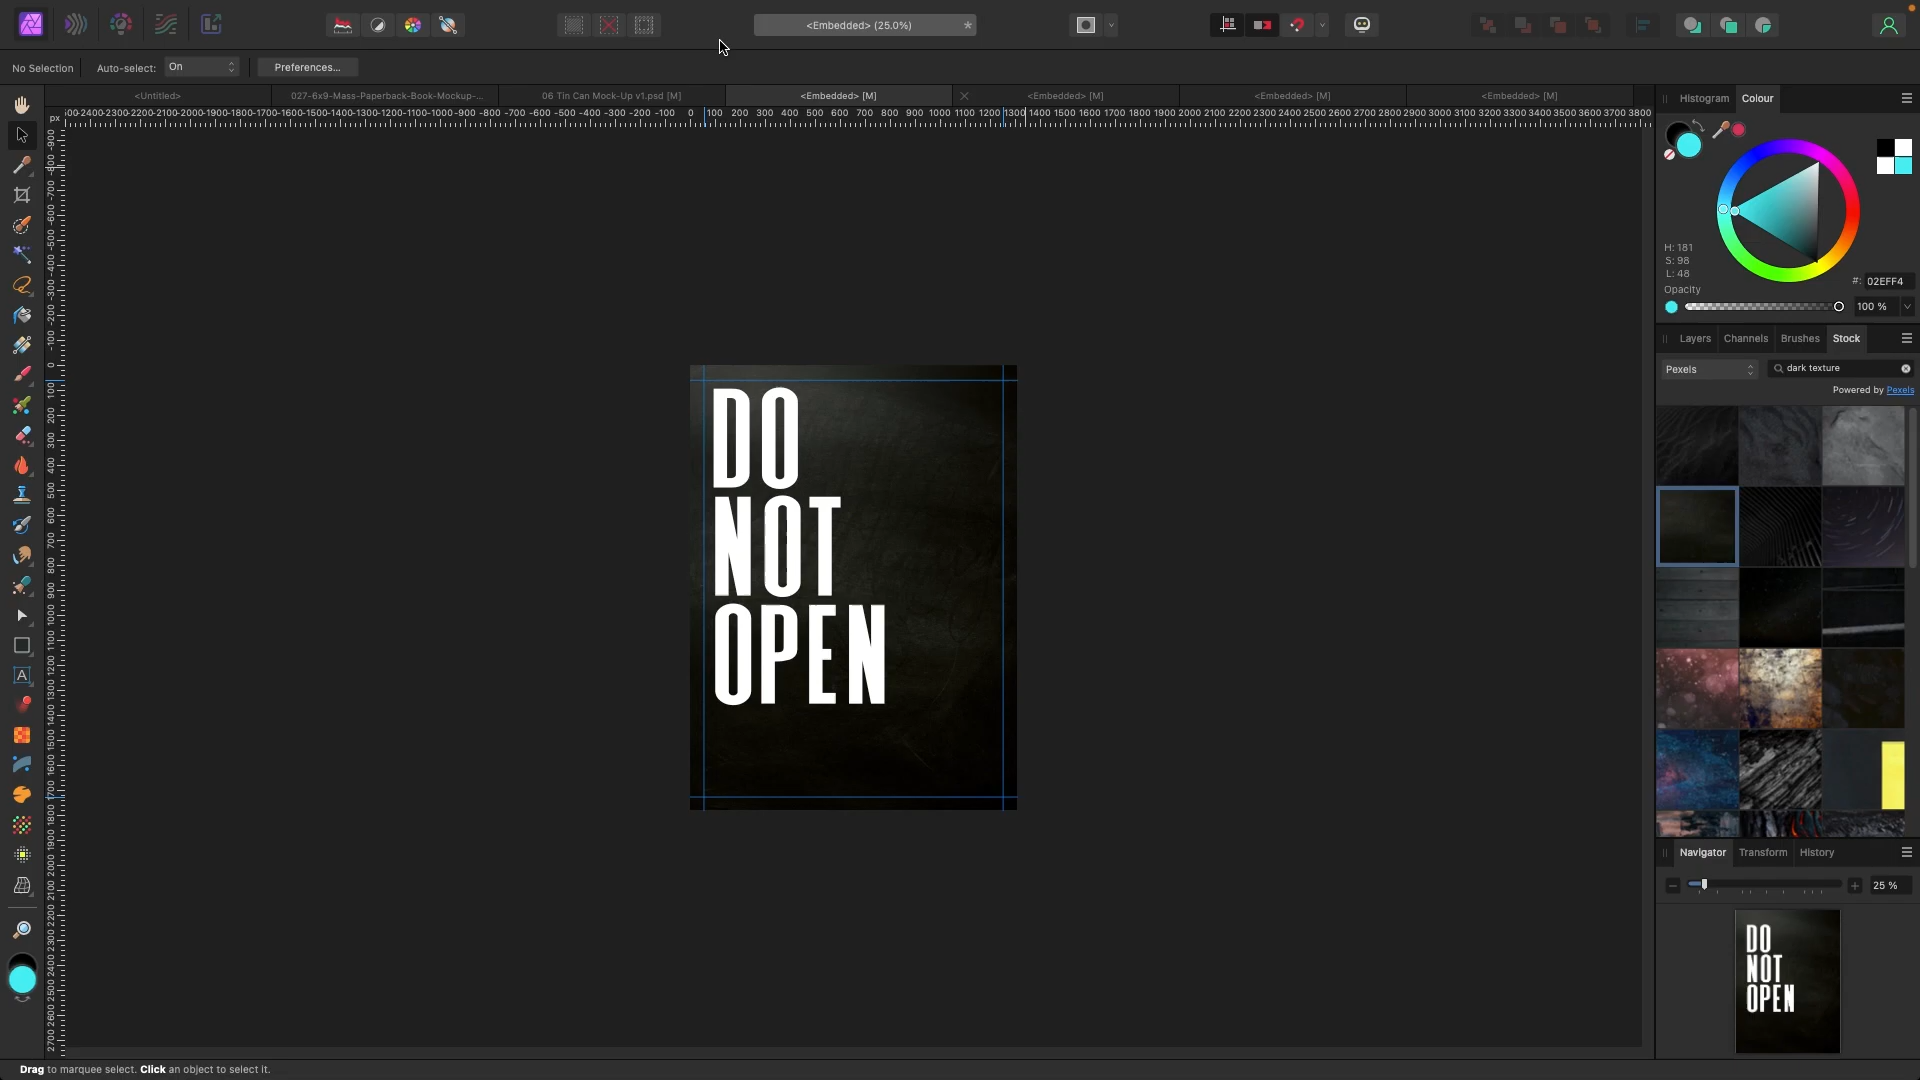 <Embedded> (25.0%)
*
No Selection
Auto-select:
On
Preferences...
<Untitled>
027-6x9-Mass-Paperback-Book-Mockup-...
06 Tin Can Mock-Up v1.psd [M]
<Embedded> [M]
<Embedded> [M]
<Embedded> [M]
<Embedded> [M]
px
Histogram
Colour
H: 181
S: 98
L: 48
#: 02EFF4
Opacity
100 %
Layers
Channels
Brushes
Stock
Pexels
dark texture
Powered by Pexels
DO
NOT
OPEN
Navigator
Transform
History
25 %
DO
NOT
OPEN
Drag to marquee select. Click an object to select it.